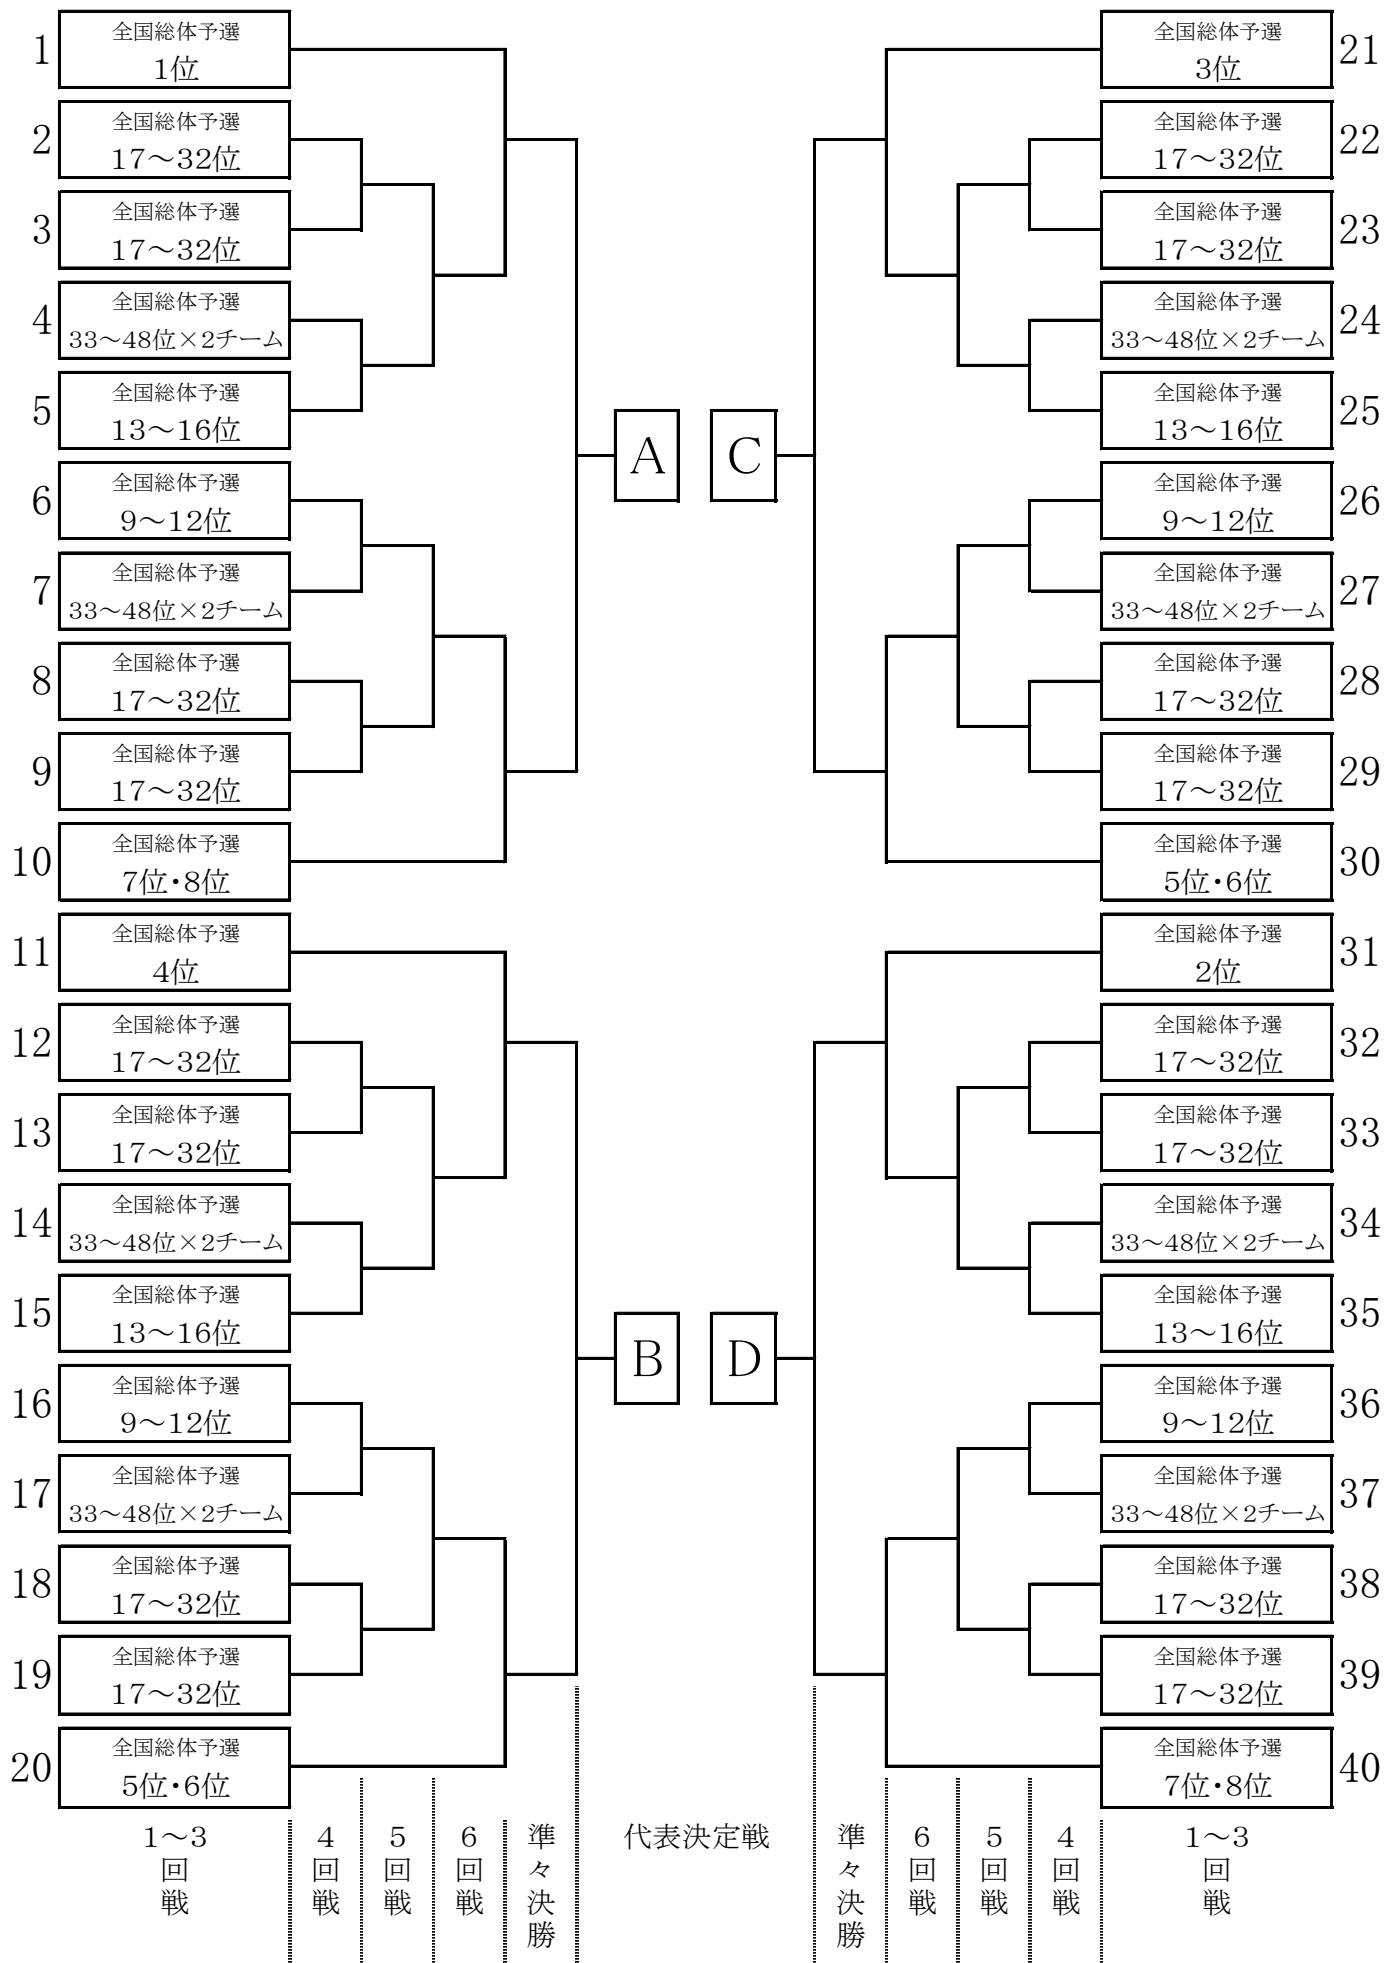 1
全国総体予選
1位
2
全国総体予選
17～32位
3
全国総体予選
17～32位
4
全国総体予選
33～48位×2チーム
5
全国総体予選
13～16位
6
全国総体予選
9～12位
7
全国総体予選
33～48位×2チーム
8
全国総体予選
17～32位
9
全国総体予選
17～32位
10
全国総体予選
7位・8位
11
全国総体予選
4位
12
全国総体予選
17～32位
13
全国総体予選
17～32位
14
全国総体予選
33～48位×2チーム
15
全国総体予選
13～16位
16
全国総体予選
9～12位
17
全国総体予選
33～48位×2チーム
18
全国総体予選
17～32位
19
全国総体予選
17～32位
20
全国総体予選
5位・6位
A
C
B
D
全国総体予選
3位
21
全国総体予選
17～32位
22
全国総体予選
17～32位
23
全国総体予選
33～48位×2チーム
24
全国総体予選
13～16位
25
全国総体予選
9～12位
26
全国総体予選
33～48位×2チーム
27
全国総体予選
17～32位
28
全国総体予選
17～32位
29
全国総体予選
5位・6位
30
全国総体予選
2位
31
全国総体予選
17～32位
32
全国総体予選
17～32位
33
全国総体予選
33～48位×2チーム
34
全国総体予選
13～16位
35
全国総体予選
9～12位
36
全国総体予選
33～48位×2チーム
37
全国総体予選
17～32位
38
全国総体予選
17～32位
39
全国総体予選
7位・8位
40
1～3回戦
4回戦
5回戦
6回戦
準々決勝
代表決定戦
準々決勝
6回戦
5回戦
4回戦
1～3回戦